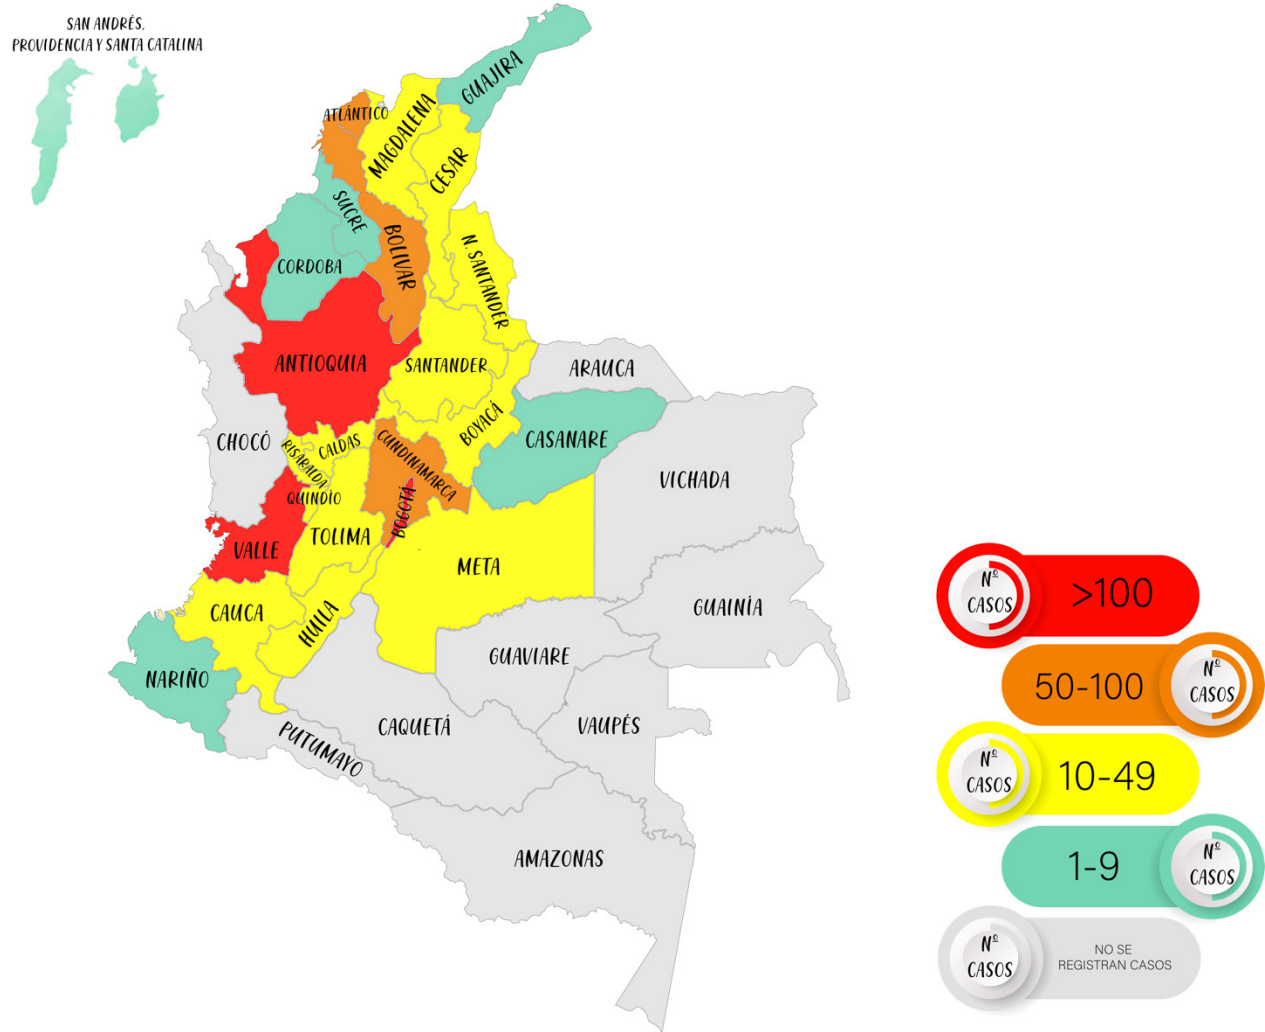 SAN ANDRÉS,
PROVIDENCIA Y SANTA CATALINA
GUAJIRA
ATLÁNTICO
MAGDALENA
CESAR
SUCRE
BOLIVAR
N. SANTANDER
CORDOBA
ANTIOQUIA
SANTANDER
ARAUCA
BOYACÁ
CHOCÓ
CALDAS
RISARALDA
CUNDINAMARCA
CASANARE
VICHADA
QUINDÍO
BOGOTÁ
TOLIMA
VALLE
META
CAUCA
HUILA
GUAINÍA
GUAVIARE
NARIÑO
CAQUETÁ
VAUPÉS
PUTUMAYO
AMAZONAS
Nº
CASOS
>100
50-100
Nº
CASOS
Nº
CASOS
10-49
1-9
Nº
CASOS
Nº
CASOS
NO SE
REGISTRAN CASOS